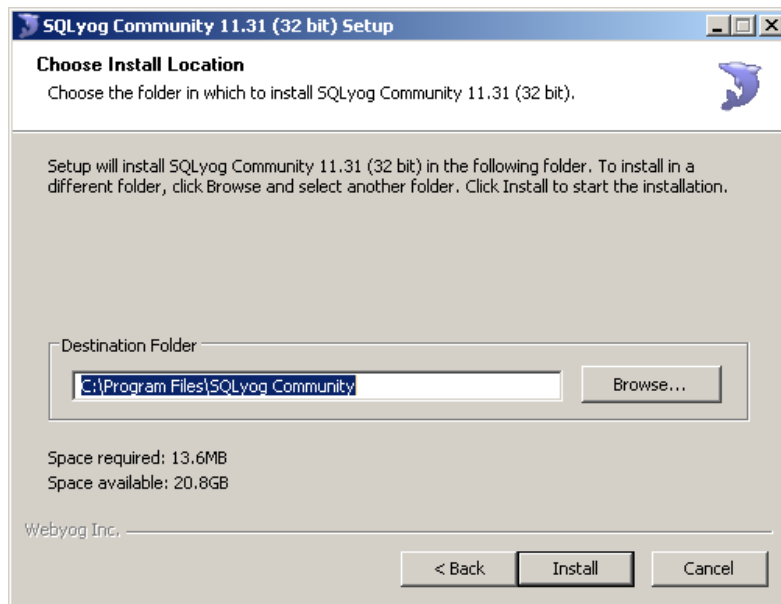 SQLyog Community 11.31 (32 bit) Setup
Choose Install Location
Choose the folder in which to install SQLyog Community 11.31 (32 bit).
Setup will install SQLyog Community 11.31 (32 bit) in the following folder. To install in a
different folder, click Browse and select another folder. Click Install to start the installation.
Destination Folder
C:\Program Files\SQLyog Community
Browse...
Space required: 13.6MB
Space available: 20.8GB
Webyog Inc.
< Back
Install
Cancel